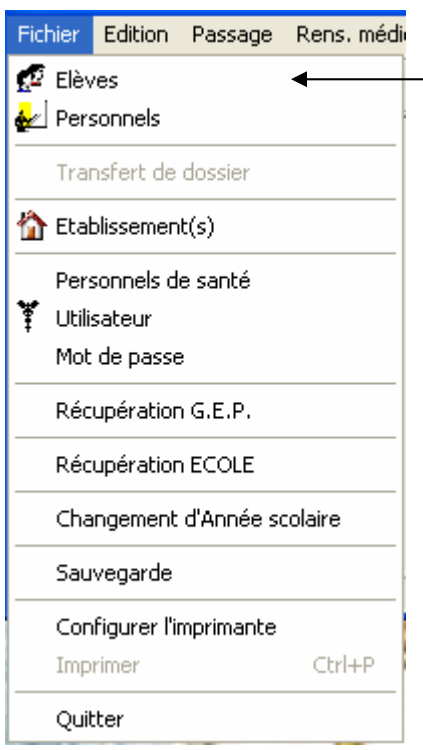 Fichier Edition Passage Rens. médi
Elèves
Personnels
Transfert de dossier
Etablissement(s)
Personnels de santé
Utilisateur
Mot de passe
Récupération G.E.P.
Récupération ECOLE
Changement d'Année scolaire
Sauvegarde
Configurer l'imprimante
Imprimer Ctrl+P
Quitter